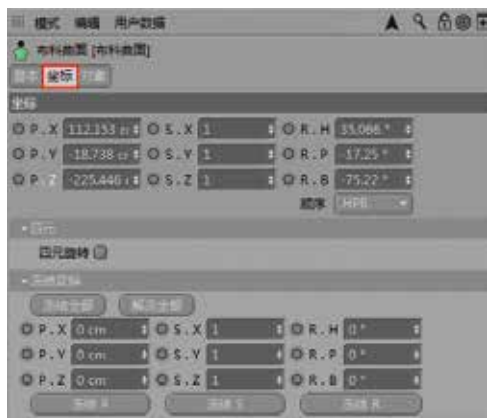 模式 编辑 用户数据
布料曲面 [布料曲面]
基本 坐标 对象
坐标
P . X 112.153 cm S . X 1 R . H 35.066 °
P . Y -18.738 cm S . Y 1 R . P -17.25 °
P . Z -225.446 S . Z 1 R . B -75.22 °
顺序 HPB
四元
四元旋转
冻结变换
冻结全部 解冻全部
P . X 0 cm S . X 1 R . H 0 °
P . Y 0 cm S . Y 1 R . P 0 °
P . Z 0 cm S . Z 1 R . B 0 °
冻结 P 冻结 S 冻结 R